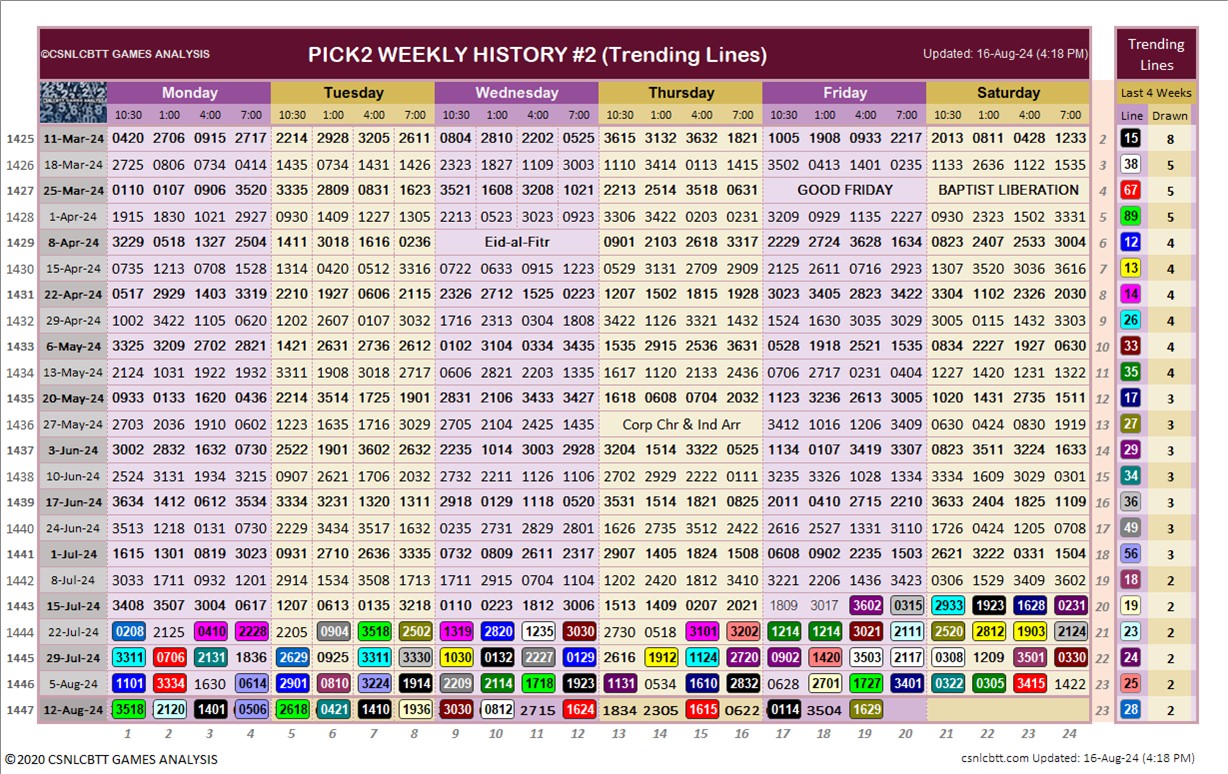 ©CSNLCBTT GAMES ANALYSIS PICK2 WEEKLY HISTORY #2 (Trending Lines) Updated: 16-Aug-24 (4:18 PM) Trending Lines
Monday Tuesday Wednesday Thursday Friday Saturday Last 4 Weeks
10:30 1:00 4:00 7:00 10:30 1:00 4:00 7:00 10:30 1:00 4:00 7:00 10:30 1:00 4:00 7:00 10:30 1:00 4:00 7:00 10:30 1:00 4:00 7:00 Line Drawn
1425 11-Mar-24 0420 2706 0915 2717 2214 2928 3205 2611 0804 2810 2202 0525 3615 3132 3632 1821 1005 1908 0933 2217 2013 0811 0428 1233 2 15 8
1426 18-Mar-24 2725 0806 0734 0414 1435 0734 1431 1425 2323 1827 1109 3003 1110 3414 0113 1415 3502 0413 1401 0235 1133 2636 1122 1535 3 38 5
1427 25-Mar-24 0110 0107 0906 3520 3335 2809 0831 1623 3521 1608 3208 1021 2213 2514 3518 0631 GOOD FRIDAY BAPTIST LIBERATION 4 67 5
1428 1-Apr-24 1915 1830 1021 2927 0930 1409 1227 1305 2213 0523 3023 0923 3306 3422 0203 0231 3209 0929 1135 2227 0930 2323 1502 3331 5 89 5
1429 8-Apr-24 3229 0518 1327 2504 1411 3018 1616 0236 Eid-al-Fitr 0901 2103 2618 3317 2229 2724 3628 1634 0823 2407 2533 3004 6 12 4
1430 15-Apr-24 0735 1213 0708 1528 1314 0420 0512 3316 0722 0633 0915 1223 0529 3131 2709 2909 2125 2611 0716 2923 1307 3520 3036 3616 7 13 4
1431 22-Apr-24 0517 2929 1403 3319 2210 1927 0606 2115 2326 2712 1525 0223 1207 1502 1815 1928 3023 3405 2223 3422 3304 1102 2326 2030 8 14 4
1432 29-Apr-24 1002 3422 1105 0620 1202 2607 0107 3032 1716 2313 0304 1808 3422 1126 3621 1432 1524 1630 3035 3029 3005 0115 1432 3303 9 26 4
1433 6-May-24 3325 3209 2702 2821 1421 2631 2736 2612 0102 3104 0334 3435 1535 2915 2536 3631 0528 1918 2521 1535 0834 2227 1927 0630 10 33 4
1434 13-May-24 2124 1031 1922 1932 3311 1908 3018 2717 0606 2821 2203 1335 1617 1120 2133 2436 0706 2717 0231 0404 1227 1420 1231 1322 11 35 4
1435 20-May-24 0933 0133 1620 0436 2214 3514 1725 1901 2831 2106 3433 3427 1618 0608 0704 2032 1123 3236 2613 3005 1020 1431 2735 1511 12 17 3
1436 27-May-24 2703 2036 1910 0602 1223 1635 1716 3029 2705 2104 2425 1435 Corp Chr & Ind Arr 3412 1016 1206 3409 0630 0424 0830 1919 13 27 3
1437 3-Jun-24 3002 2832 1632 0730 2522 1901 3602 2632 2235 1014 3003 2928 3204 1514 3322 0525 1134 0107 3419 3307 0823 3511 3224 1633 14 29 3
1438 10-Jun-24 2524 3131 1934 3215 0907 2621 1706 2033 2732 2211 1126 1106 2702 2929 2211 0111 3235 3326 1028 1334 3334 1609 3029 0301 15 34 3
1439 17-Jun-24 3634 1412 0612 3534 3334 3231 1320 1311 2918 0129 1118 0520 3531 1514 1821 0825 2011 0410 2715 2210 3633 2404 1825 1109 16 36 3
1440 24-Jun-24 3513 1218 0131 0730 2229 3434 3517 1632 0235 2731 2829 2801 1626 2735 3512 2422 2616 2527 1331 3110 1726 0424 1205 0708 17 49 3
1441 1-Jul-24 1615 1301 0819 3023 0931 2710 2636 3335 0732 0809 2611 2317 2907 1405 1824 1508 0608 0902 2235 1503 2621 3222 0331 1504 18 56 3
1442 8-Jul-24 3033 1711 0932 1201 2914 1534 3508 1713 1711 2915 0704 1104 1202 2420 1812 3410 3221 2206 1436 3423 0306 1529 3409 3602 19 18 2
1443 15-Jul-24 3408 3507 3004 0617 1207 0613 0135 3218 0110 0223 1812 3006 1513 1409 0207 2021 1809 3017 3602 0315 2933 1923 1628 0231 20 19 2
1444 22-Jul-24 0208 2125 0410 2228 2205 0904 3518 2502 1319 2820 1235 3030 2730 0518 3101 3202 1214 1214 3021 2111 2520 2812 1903 2124 21 23 2
1445 29-Jul-24 3311 0706 2131 1836 2629 0925 3311 3330 1030 0132 2227 0129 2616 1912 1124 2720 0902 1420 3503 2117 0308 1209 3501 0330 22 24 2
1446 5-Aug-24 1101 3334 1630 0614 2901 0810 3224 1914 2209 2114 1718 1923 1131 0534 1610 2832 0628 2701 1727 3401 0322 0305 3415 1422 23 25 2
1447 12-Aug-24 3518 2120 1401 0506 2618 0421 1410 1936 3030 0812 2715 1624 1834 2305 1615 0622 0114 3504 1629 23 28 2
1 2 3 4 5 6 7 8 9 10 11 12 13 14 15 16 17 18 19 20 21 22 23 24
©2020 CSNLCBTT GAMES ANALYSIS csnlcbtt.com Updated: 16-Aug-24 (4:18 PM)